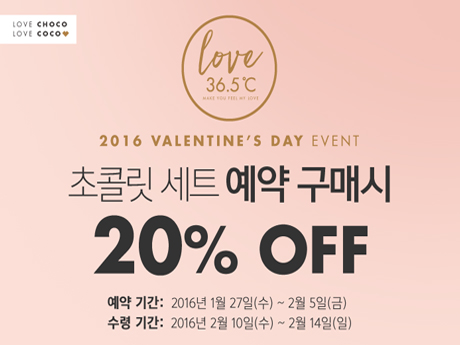 LOVE CHOCO
LOVE COCO
love
36.5℃
MAKE YOU FEEL MY LOVE
2016 VALENTINE'S DAY EVENT
초콜릿 세트 예약 구매시
20% OFF
예약 기간: 2016년 1월 27일(수) ~ 2월 5일(금)
수령 기간: 2016년 2월 10일(수) ~ 2월 14일(일)